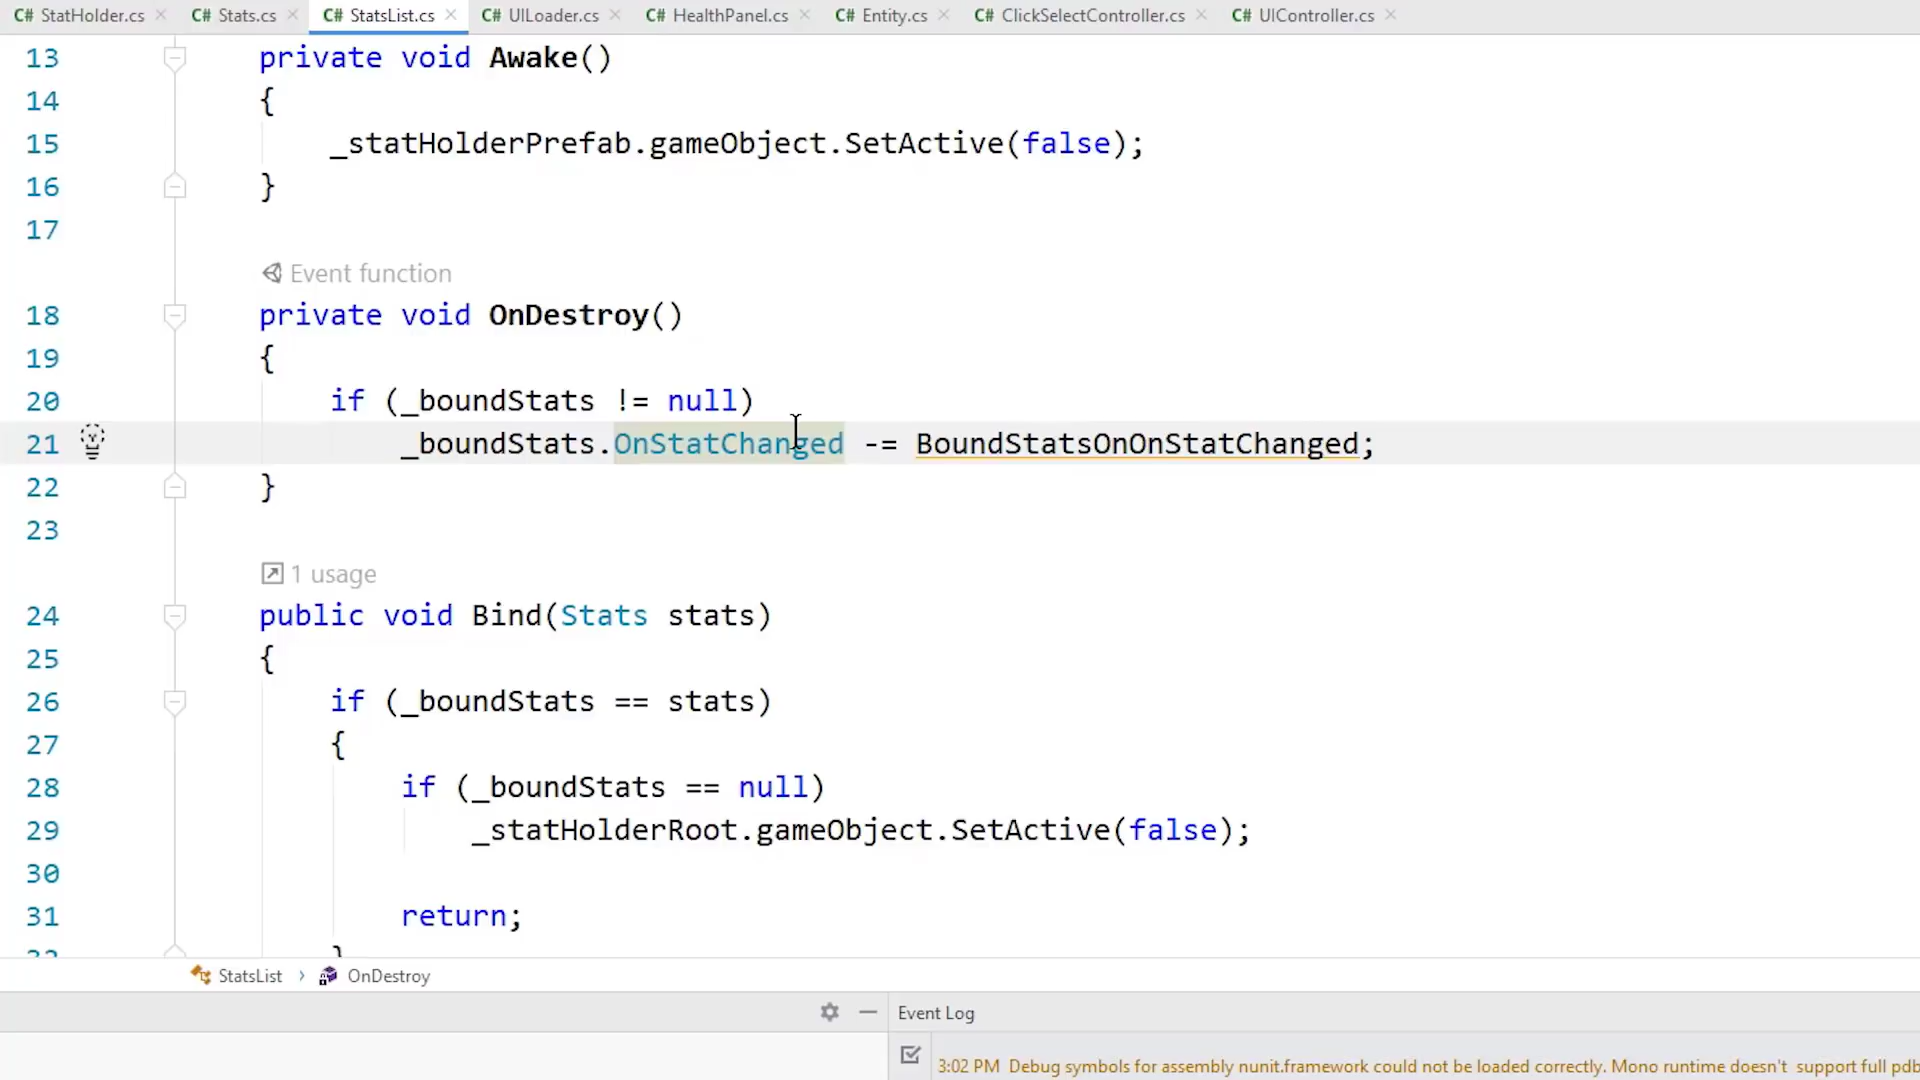 C# StatHolder.cs C# Stats.cs C# StatsList.cs C# UILoader.cs C# HealthPanel.cs C# Entity.cs C# ClickSelectController.cs C# UIController.cs
13 private void Awake()
14 {
15 _statHolderPrefab.gameObject.SetActive(false);
16 }
17
Event function
18 private void OnDestroy()
19 {
20 if (_boundStats != null)
21 _boundStats.OnStatChanged -= BoundStatsOnOnStatChanged;
22 }
23
1 usage
24 public void Bind(Stats stats)
25 {
26 if (_boundStats == stats)
27 {
28 if (_boundStats == null)
29 _statHolderRoot.gameObject.SetActive(false);
30
31 return;
32 }
StatsList › OnDestroy
Event Log
3:02 PM Debug symbols for assembly nunit.framework could not be loaded correctly. Mono runtime doesn't support full pdb